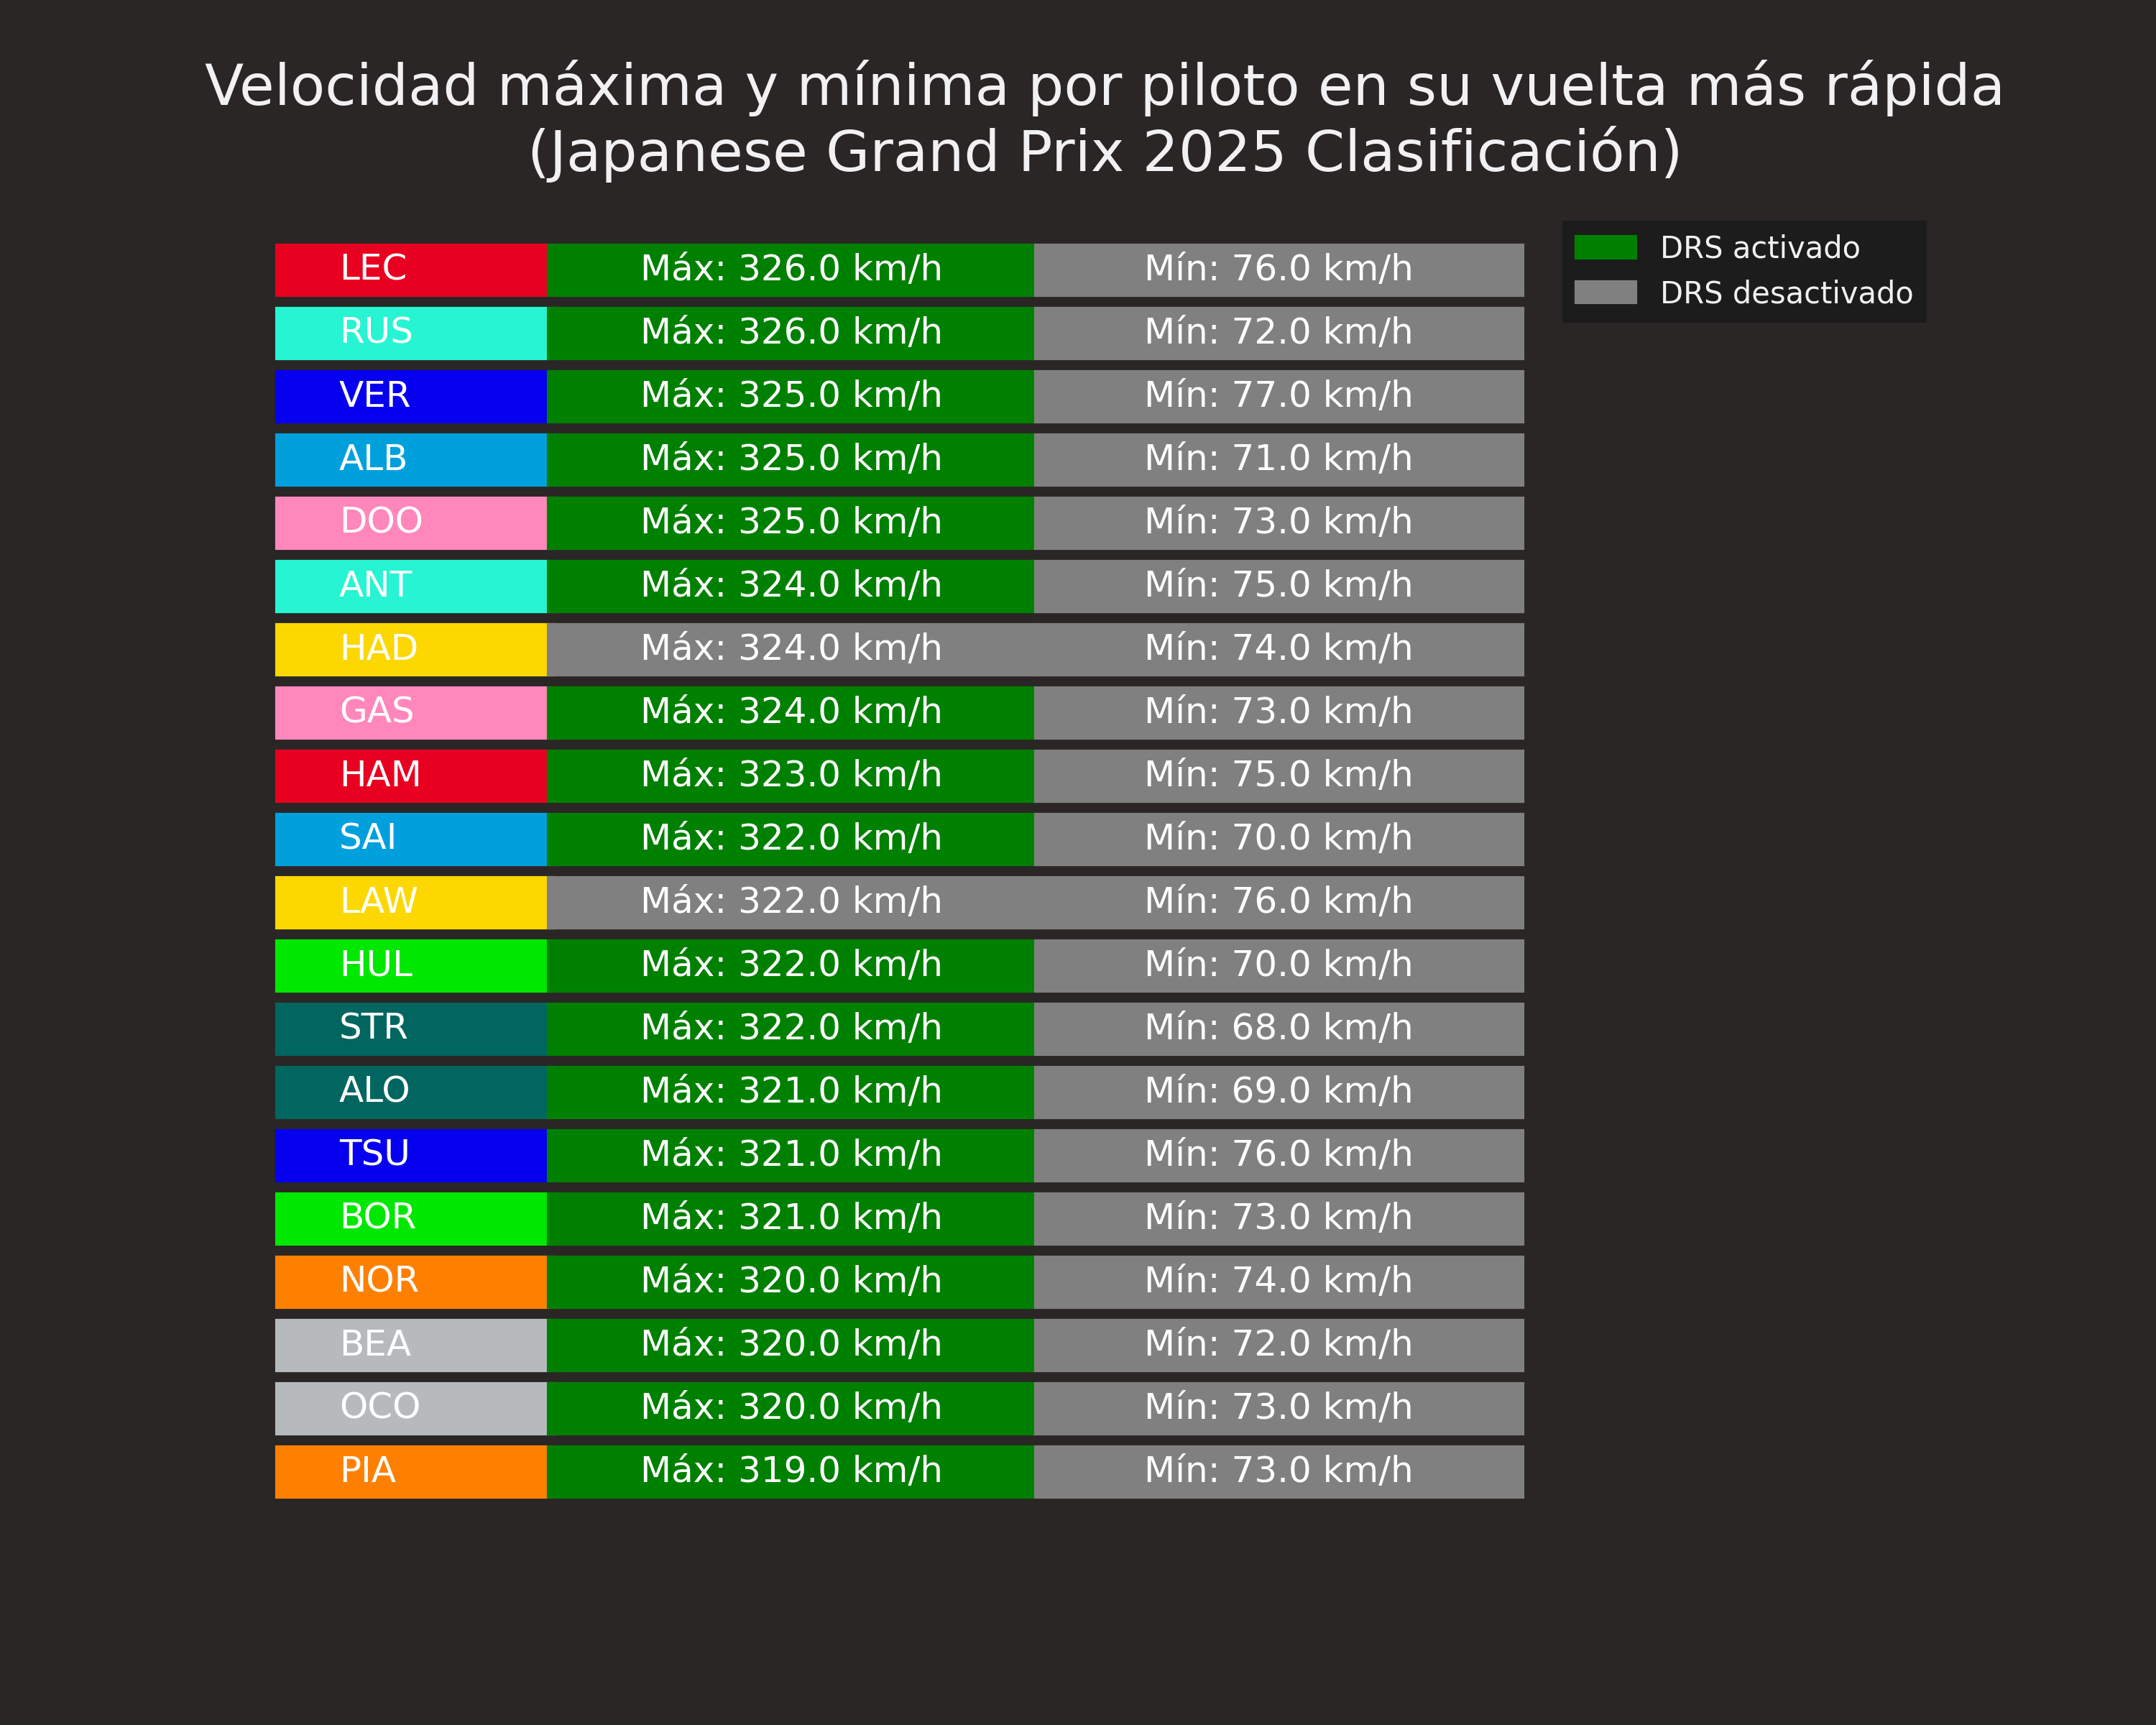 Velocidad máxima y mínima por piloto en su vuelta más rápida
(Japanese Grand Prix 2025 Clasificación)
DRS activado
DRS desactivado
LEC Máx: 326.0 km/h Mín: 76.0 km/h
RUS Máx: 326.0 km/h Mín: 72.0 km/h
VER Máx: 325.0 km/h Mín: 77.0 km/h
ALB Máx: 325.0 km/h Mín: 71.0 km/h
DOO Máx: 325.0 km/h Mín: 73.0 km/h
ANT Máx: 324.0 km/h Mín: 75.0 km/h
HAD Máx: 324.0 km/h Mín: 74.0 km/h
GAS Máx: 324.0 km/h Mín: 73.0 km/h
HAM Máx: 323.0 km/h Mín: 75.0 km/h
SAI Máx: 322.0 km/h Mín: 70.0 km/h
LAW Máx: 322.0 km/h Mín: 76.0 km/h
HUL Máx: 322.0 km/h Mín: 70.0 km/h
STR Máx: 322.0 km/h Mín: 68.0 km/h
ALO Máx: 321.0 km/h Mín: 69.0 km/h
TSU Máx: 321.0 km/h Mín: 76.0 km/h
BOR Máx: 321.0 km/h Mín: 73.0 km/h
NOR Máx: 320.0 km/h Mín: 74.0 km/h
BEA Máx: 320.0 km/h Mín: 72.0 km/h
OCO Máx: 320.0 km/h Mín: 73.0 km/h
PIA Máx: 319.0 km/h Mín: 73.0 km/h